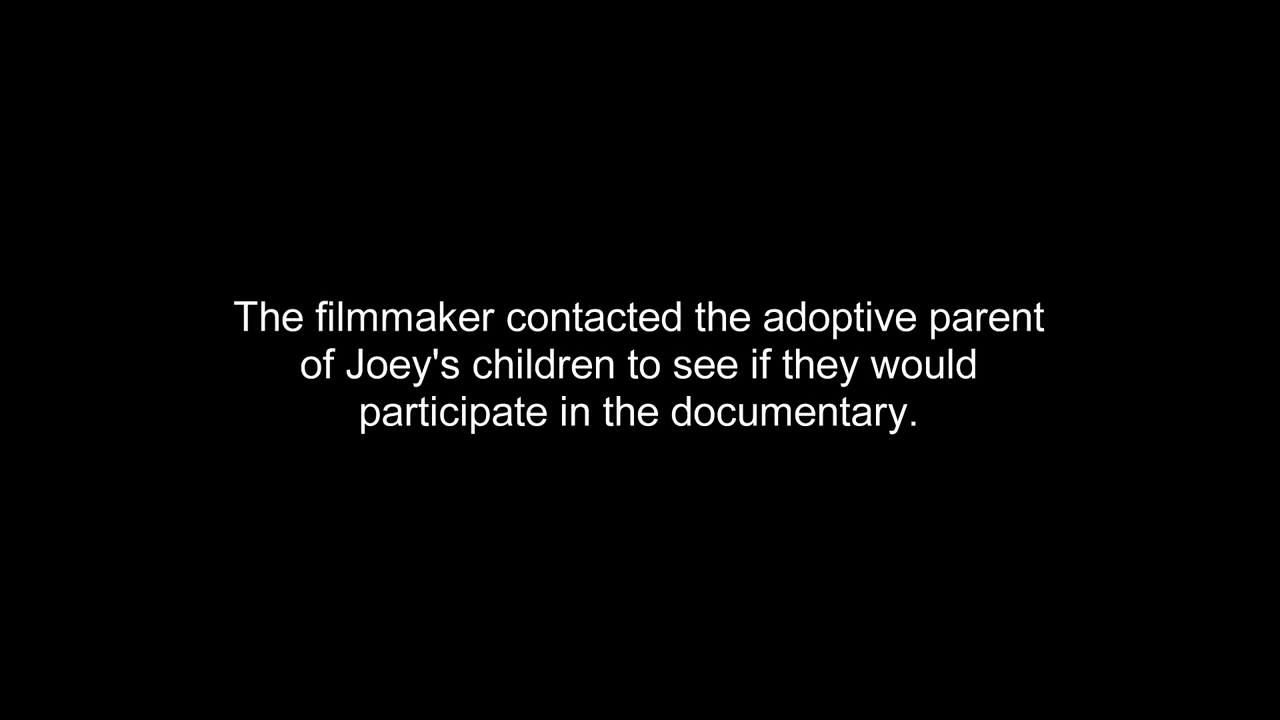 The filmmaker contacted the adoptive parent
of Joey's children to see if they would
participate in the documentary.